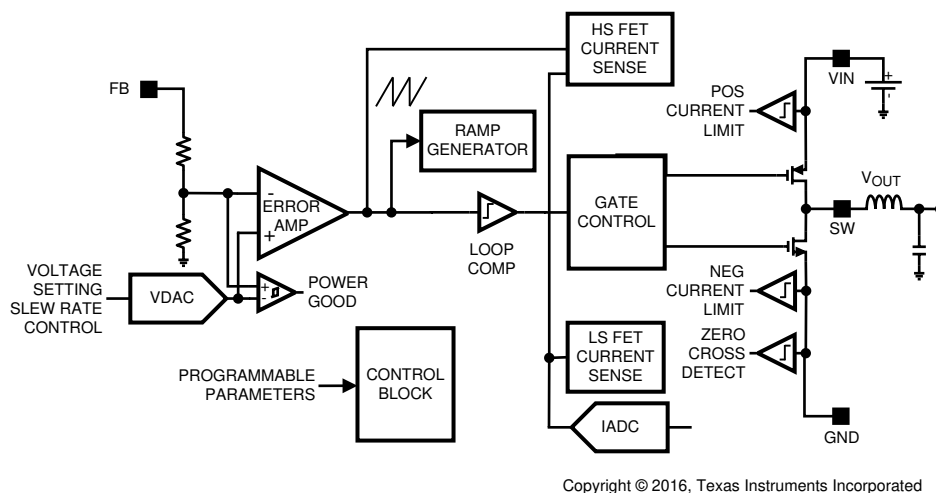 HS FET
CURRENT
SENSE
VIN
+
-
FB
POS
CURRENT
LIMIT
RAMP
GENERATOR
VOUT
-
ERROR
AMP
+
GATE
CONTROL
SW
LOOP
COMP
VOLTAGE
SETTING
SLEW RATE
CONTROL
VDAC
+
-
POWER
GOOD
NEG
CURRENT
LIMIT
LS FET
CURRENT
SENSE
ZERO
CROSS
DETECT
PROGRAMMABLE
PARAMETERS
CONTROL
BLOCK
IADC
GND
Copyright © 2016, Texas Instruments Incorporated